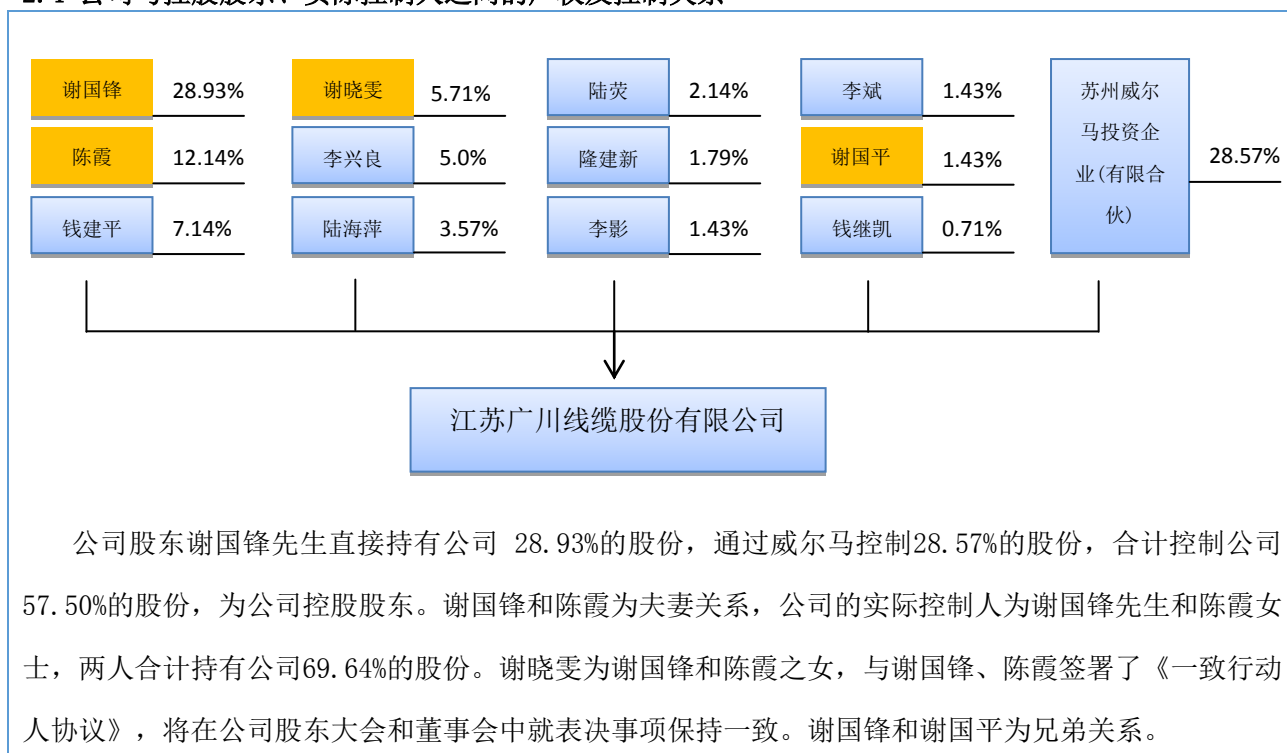 谢国锋 28.93% 谢晓雯 5.71% 陆荧 2.14% 李斌 1.43%
陈霞 12.14% 李兴良 5.0% 隆建新 1.79% 谢国平 1.43%
钱建平 7.14% 陆海萍 3.57% 李影 1.43% 钱继凯 0.71%
苏州威尔
马投资企
业(有限合
伙)
28.57%
江苏广川线缆股份有限公司
公司股东谢国锋先生直接持有公司 28.93%的股份，通过威尔马控制28.57%的股份，合计控制公司
57.50%的股份，为公司控股股东。谢国锋和陈霞为夫妻关系，公司的实际控制人为谢国锋先生和陈霞女
士，两人合计持有公司69.64%的股份。谢晓雯为谢国锋和陈霞之女，与谢国锋、陈霞签署了《一致行动
人协议》，将在公司股东大会和董事会中就表决事项保持一致。谢国锋和谢国平为兄弟关系。